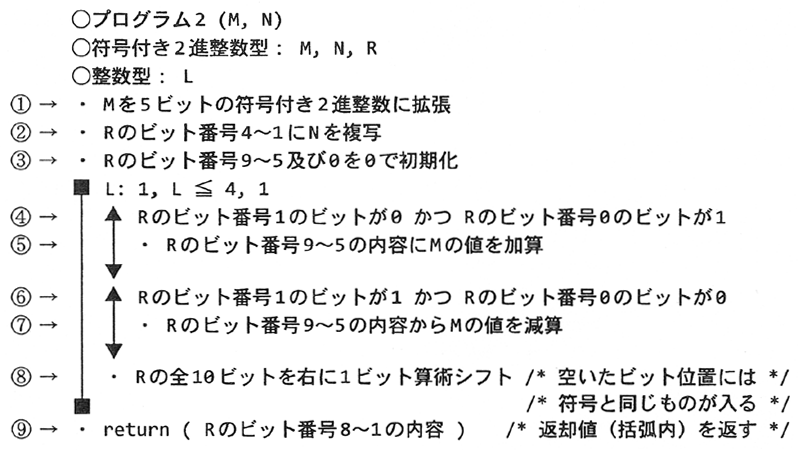 ○プログラム2 (M, N)
○符号付き2進整数型: M, N, R
○整数型: L
①→ ・ Mを5ビットの符号付き2進整数に拡張
②→ ・ Rのビット番号4～1にNを複写
③→ ・ Rのビット番号9～5及び0を0で初期化
■ L: 1, L ≦ 4, 1
④→ Rのビット番号1のビットが0 かつ Rのビット番号0のビットが1
⑤→ ・ Rのビット番号9～5の内容にMの値を加算
⑥→ Rのビット番号1のビットが1 かつ Rのビット番号0のビットが0
⑦→ ・ Rのビット番号9～5の内容からMの値を減算
⑧→ ・ Rの全10ビットを右に1ビット算術シフト /* 空いたビット位置には */
/* 符号と同じものが入る */
⑨→ ・ return ( Rのビット番号8～1の内容 ) /* 返却値（括弧内）を返す */